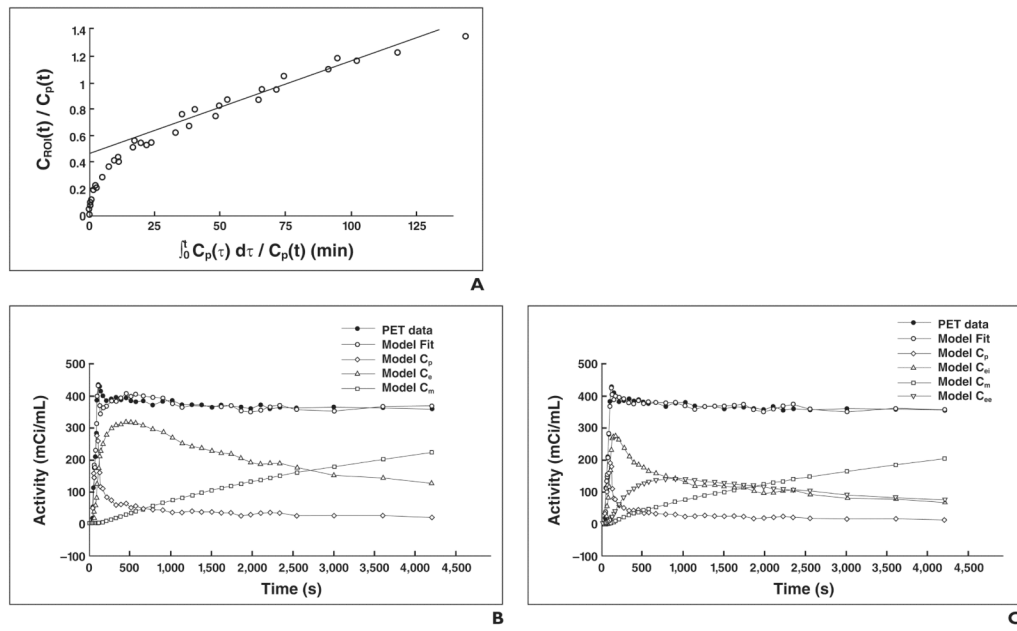 1.4
1.2
1
0.8
0.6
0.4
0.2
0
C_ROI(t) / C_p(t)
0 25 50 75 100 125
∫₀ᵗ C_p(τ) dτ / C_p(t) (min)
A
PET data
Model Fit
Model C_p
Model C_e
Model C_m
500
400
300
200
100
0
–100
Activity (mCi/mL)
0 500 1,000 1,500 2,000 2,500 3,000 3,500 4,000 4,500
Time (s)
B
PET data
Model Fit
Model C_p
Model C_ei
Model C_m
Model C_ee
500
400
300
200
100
0
–100
Activity (mCi/mL)
0 500 1,000 1,500 2,000 2,500 3,000 3,500 4,000 4,500
Time (s)
C